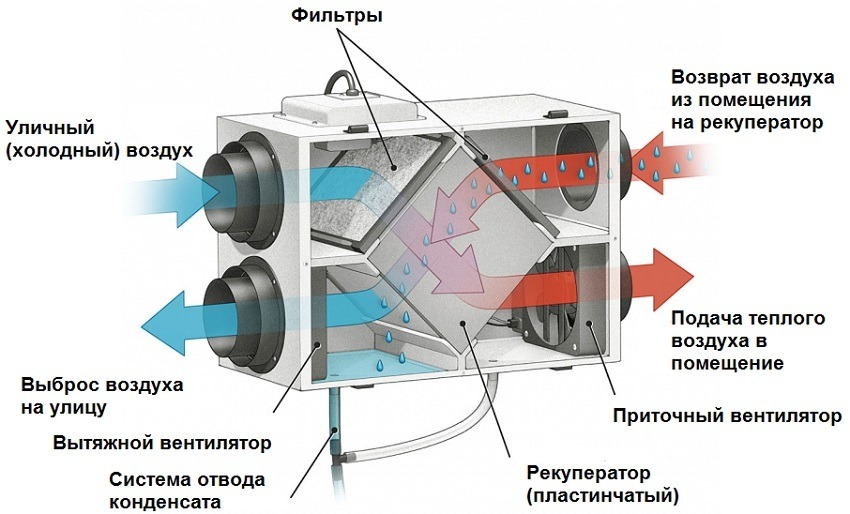 Фильтры
Возврат воздуха
из помещения
на рекуператор
Уличный
(холодный) воздух
Подача теплого
воздуха в
помещение
Выброс воздуха
на улицу
Приточный вентилятор
Вытяжной вентилятор
Система отвода
конденсата
Рекуператор
(пластинчатый)